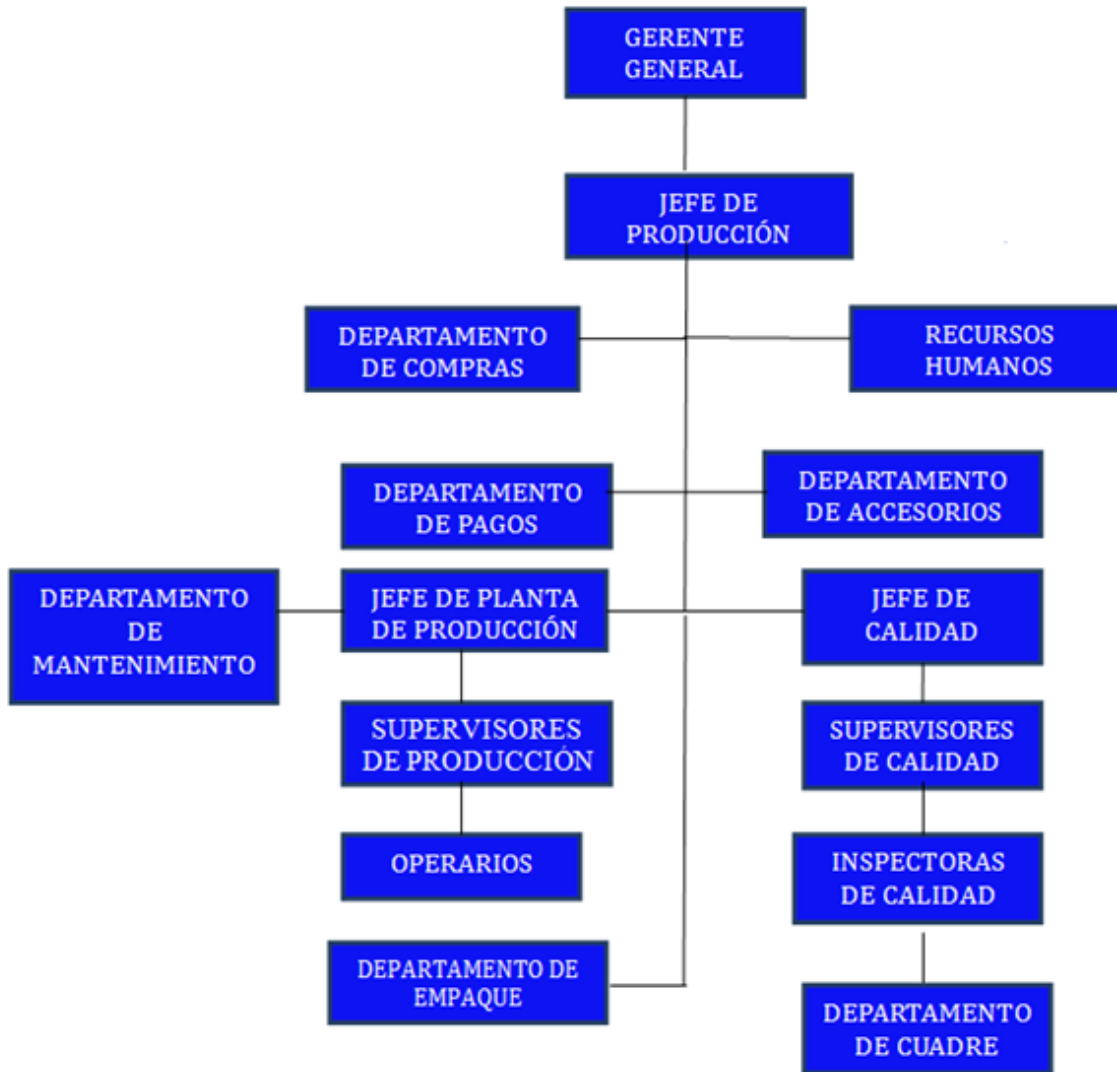 GERENTE
GENERAL
JEFE DE
PRODUCCIÓN
DEPARTAMENTO
DE COMPRAS
RECURSOS
HUMANOS
DEPARTAMENTO
DE PAGOS
DEPARTAMENTO
DE ACCESORIOS
DEPARTAMENTO
DE
MANTENIMIENTO
JEFE DE PLANTA
DE PRODUCCIÓN
JEFE DE
CALIDAD
SUPERVISORES
DE PRODUCCIÓN
SUPERVISORES
DE CALIDAD
OPERARIOS
INSPECTORAS
DE CALIDAD
DEPARTAMENTO DE
EMPAQUE
DEPARTAMENTO
DE CUADRE